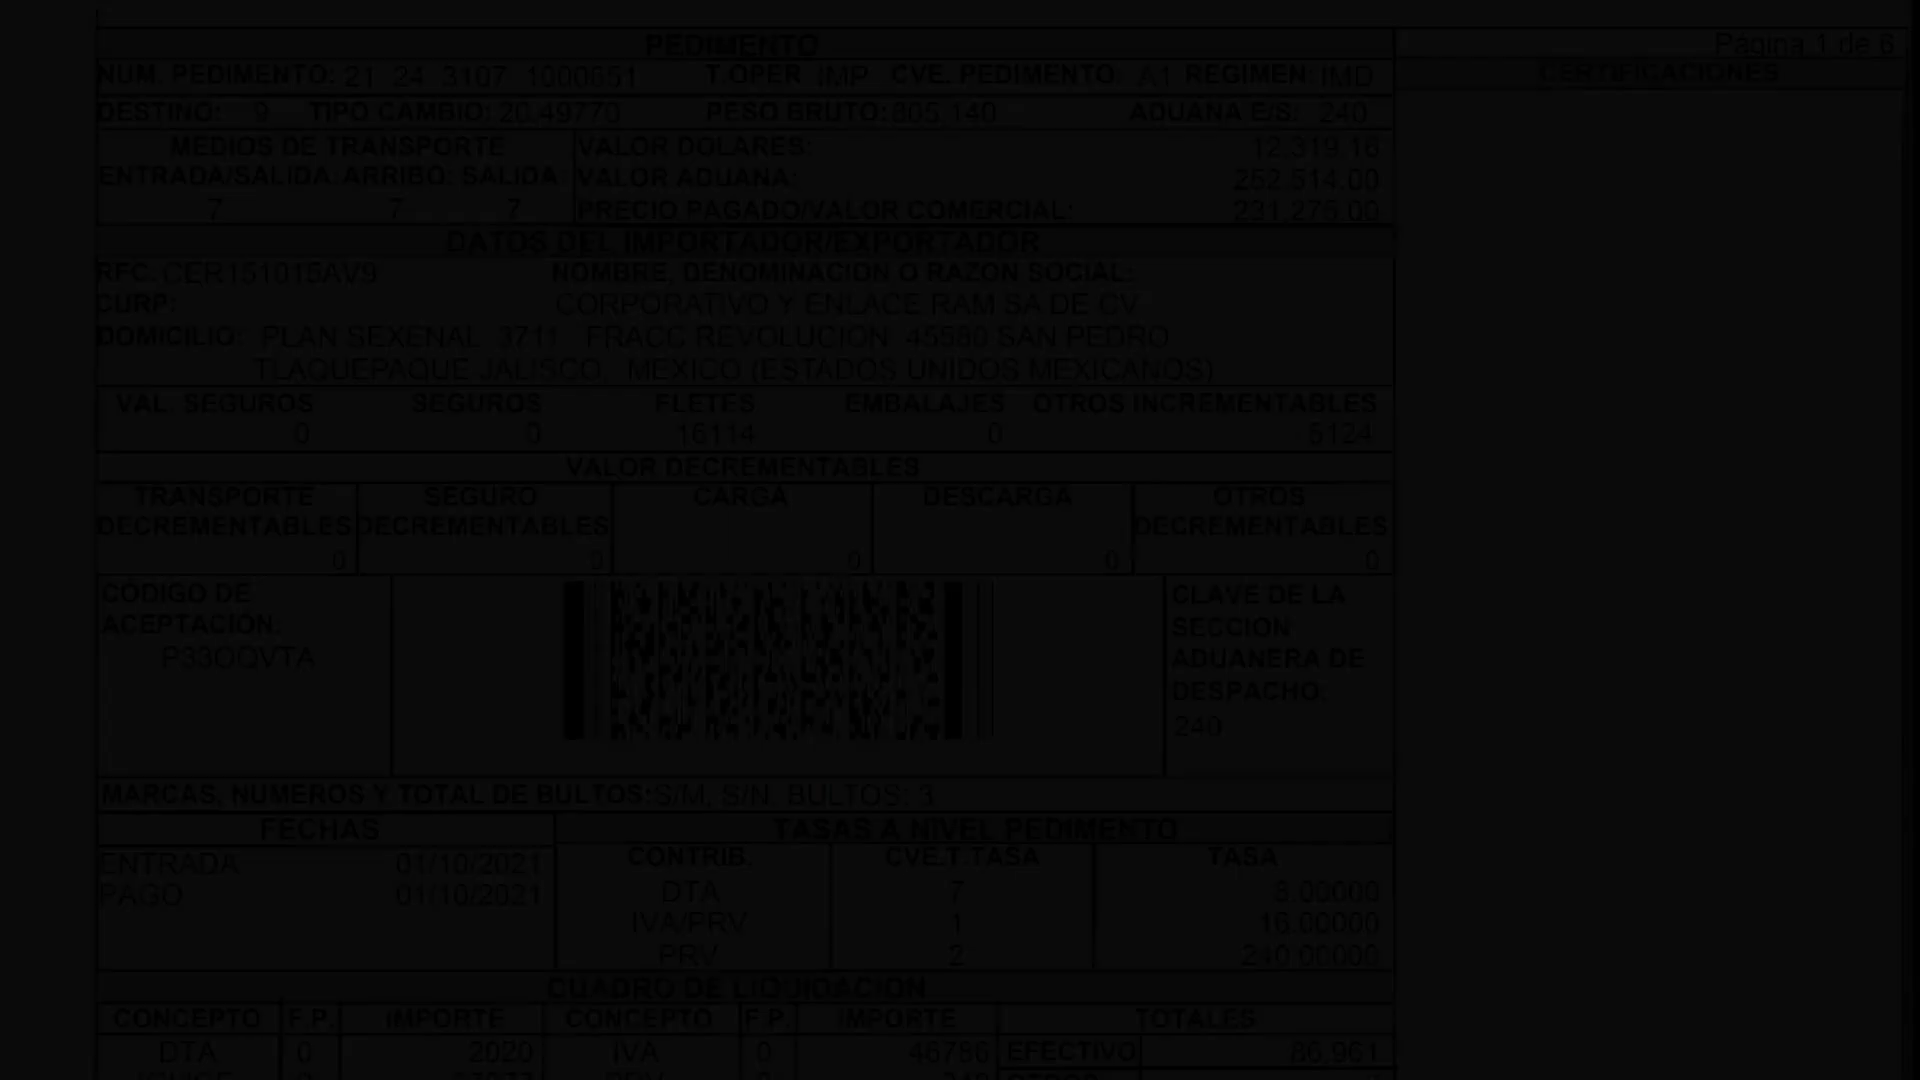 PEDIMENTO
Página 1 de 6
NUM. PEDIMENTO: 21 24 3107 1000651 T.OPER IMP CVE. PEDIMENTO: A1 REGIMEN: IMD
CERTIFICACIONES
DESTINO: 9 TIPO CAMBIO: 20.49770 PESO BRUTO: 805.140 ADUANA E/S: 240
MEDIOS DE TRANSPORTE
VALOR DOLARES: 12,319.16
ENTRADA/SALIDA: ARRIBO: SALIDA:
VALOR ADUANA: 252,514.00
7 7 7
PRECIO PAGADO/VALOR COMERCIAL: 231,276.00
DATOS DEL IMPORTADOR/EXPORTADOR
RFC: CER151015AV9 NOMBRE, DENOMINACION O RAZON SOCIAL:
CURP: CORPORATIVO Y ENLACE RAM SA DE CV
DOMICILIO: PLAN SEXENAL 3711 FRACC REVOLUCION 45580 SAN PEDRO
TLAQUEPAQUE JALISCO, MEXICO (ESTADOS UNIDOS MEXICANOS)
VAL. SEGUROS SEGUROS FLETES EMBALAJES OTROS INCREMENTABLES
0 0 16114 0 5124
VALOR DECREMENTABLES
TRANSPORTE DECREMENTABLES SEGURO DECREMENTABLES CARGA DESCARGA OTROS DECREMENTABLES
0 0 0 0 0
CÓDIGO DE
ACEPTACIÓN:
P33OQVTA
CLAVE DE LA
SECCION
ADUANERA DE
DESPACHO:
240
MARCAS, NUMEROS Y TOTAL DE BULTOS: S/M, S/N, BULTOS: 3
FECHAS
TASAS A NIVEL PEDIMENTO
ENTRADA 01/10/2021
PAGO 01/10/2021
CONTRIB. CVE.T.TASA TASA
DTA 7 8.00000
IVA/PRV 1 16.00000
PRV 2 240.00000
CUADRO DE LIQUIDACION
CONCEPTO F.P. IMPORTE CONCEPTO F.P. IMPORTE TOTALES
DTA 0 2020 IVA 0 46786 EFECTIVO 86,961